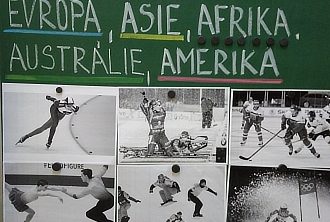 EVROPA, ASIE, AFRIKA,
AUSTRÁLIE, AMERIKA